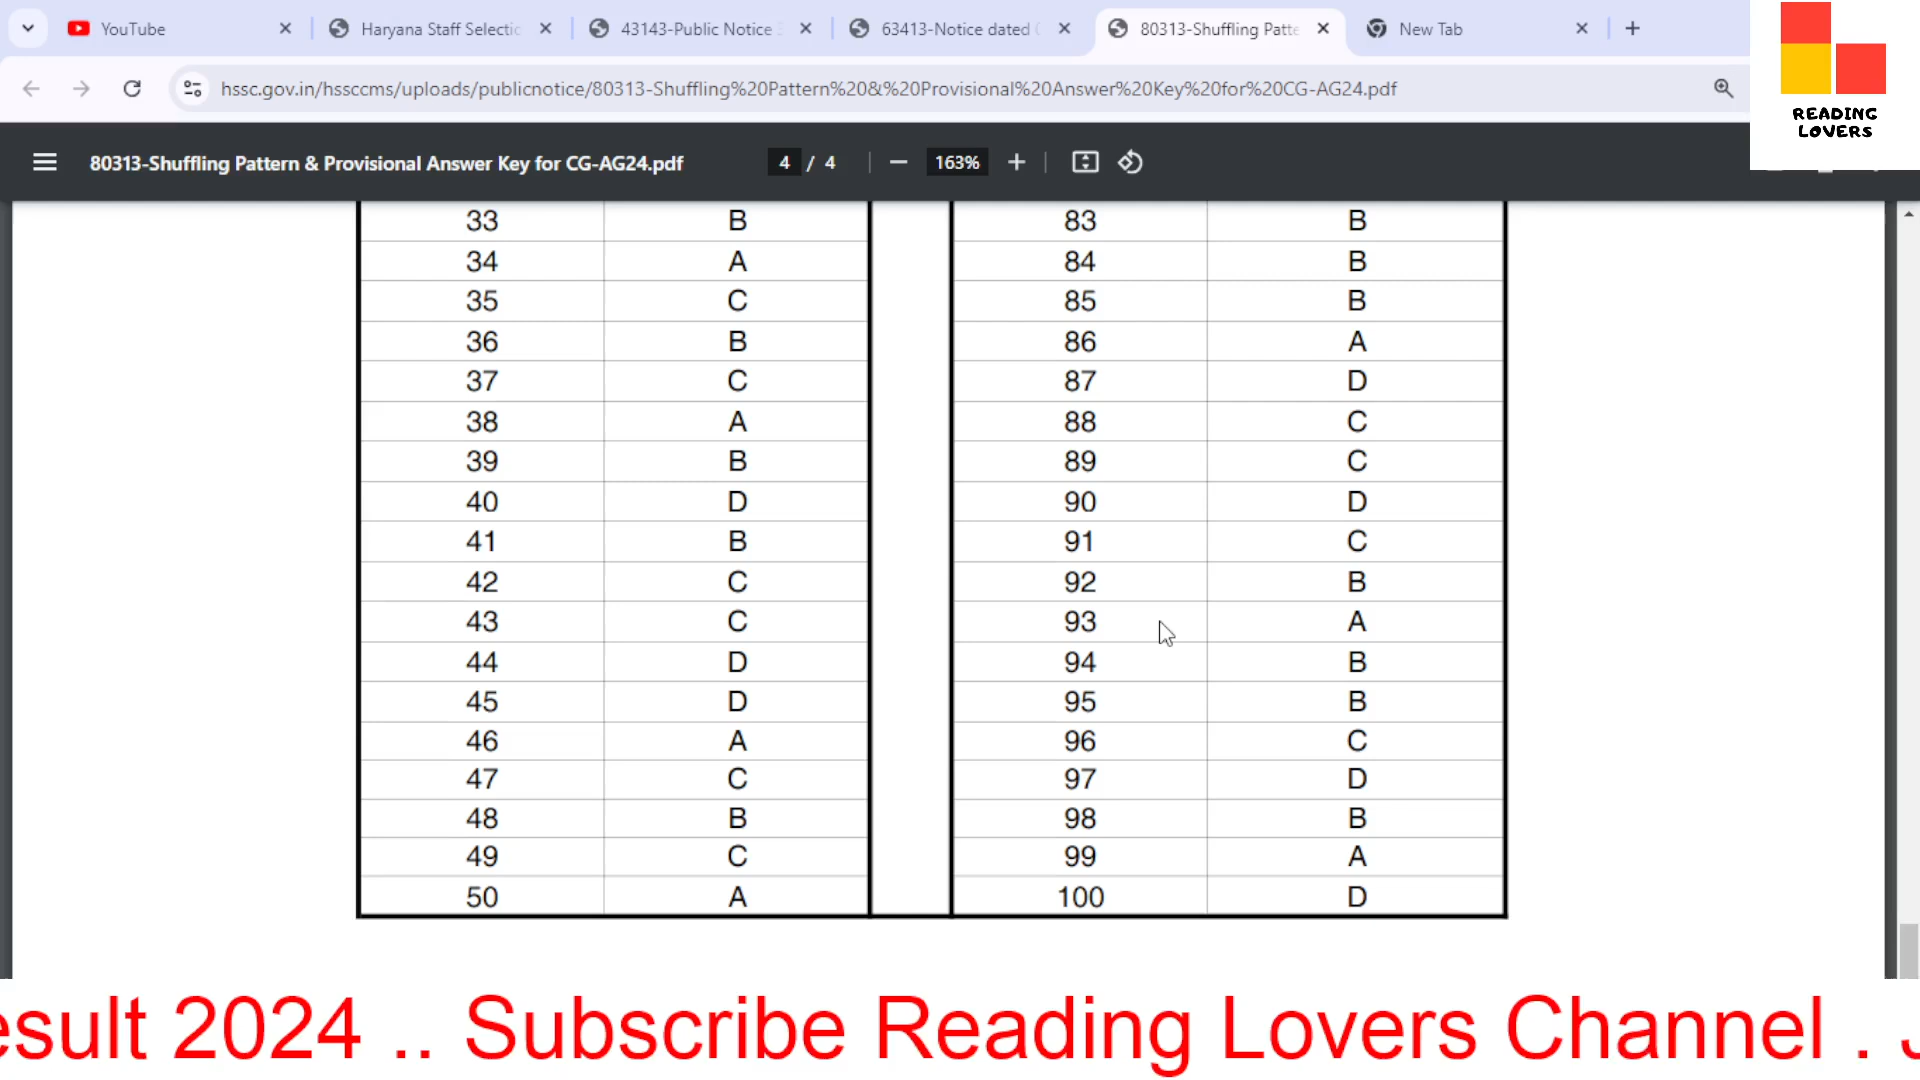 YouTube
Haryana Staff Selectio
43143-Public Notice
63413-Notice dated
80313-Shuffling Patte
New Tab
hssc.gov.in/hssccms/uploads/publicnotice/80313-Shuffling%20Pattern%20&%20Provisional%20Answer%20Key%20for%20CG-AG24.pdf
READING
LOVERS
80313-Shuffling Pattern & Provisional Answer Key for CG-AG24.pdf 4 / 4 163%
33 B 83 B
34 A 84 B
35 C 85 B
36 B 86 A
37 C 87 D
38 A 88 C
39 B 89 C
40 D 90 D
41 B 91 C
42 C 92 B
43 C 93 A
44 D 94 B
45 D 95 B
46 A 96 C
47 C 97 D
48 B 98 B
49 C 99 A
50 A 100 D
esult 2024 .. Subscribe Reading Lovers Channel .